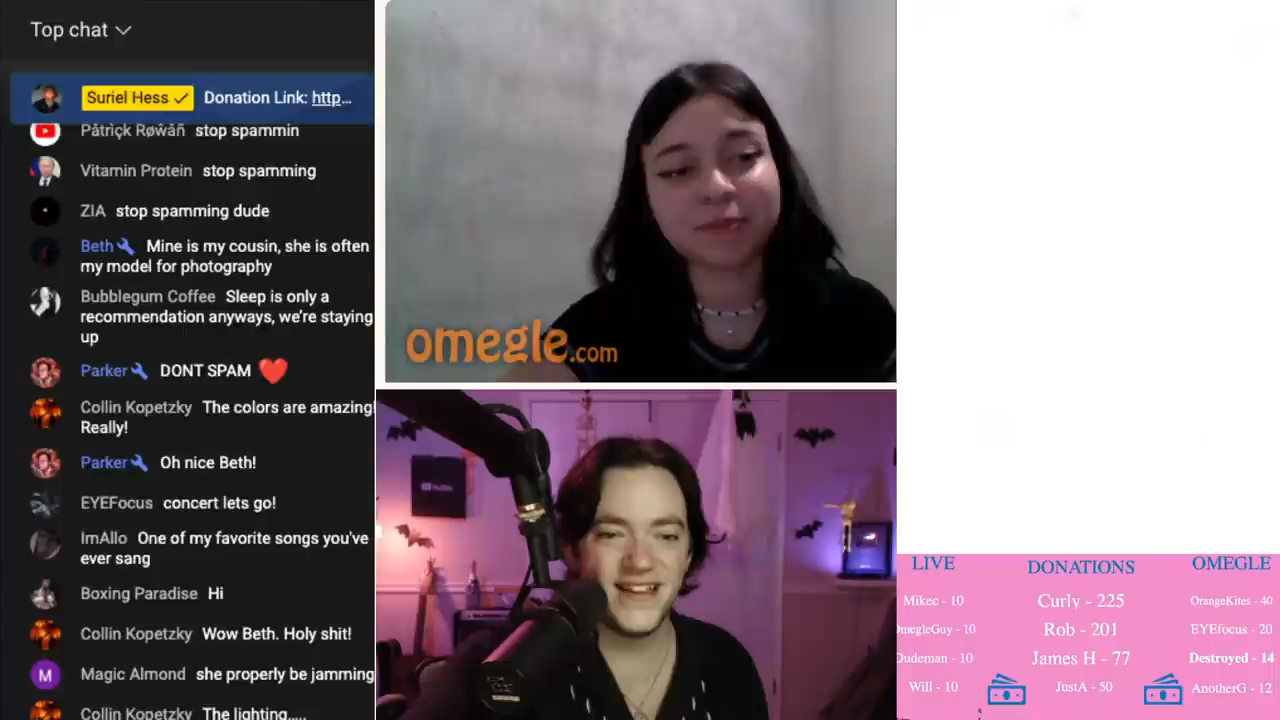 Top chat
Suriel Hess Donation Link: http...
Påtrïçk Røwåñ stop spammin
Vitamin Protein stop spamming
ZIA stop spamming dude
Beth Mine is my cousin, she is often
my model for photography
Bubblegum Coffee Sleep is only a
recommendation anyways, we're staying
up
Parker DONT SPAM
Collin Kopetzky The colors are amazing!
Really!
Parker Oh nice Beth!
EYEFocus concert lets go!
ImAllo One of my favorite songs you've
ever sang
Boxing Paradise Hi
Collin Kopetzky Wow Beth. Holy shit!
M Magic Almond she properly be jamming
Collin Kopetzky The lighting.....
omegle.com
YouTube
LIVE
Mikec - 10
OmegleGuy - 10
Dudeman - 10
Will - 10
DONATIONS
Curly - 225
Rob - 201
James H - 77
JustA - 50
OMEGLE
OrangeKites - 40
EYEfocus - 20
Destroyed - 14
AnotherG - 12